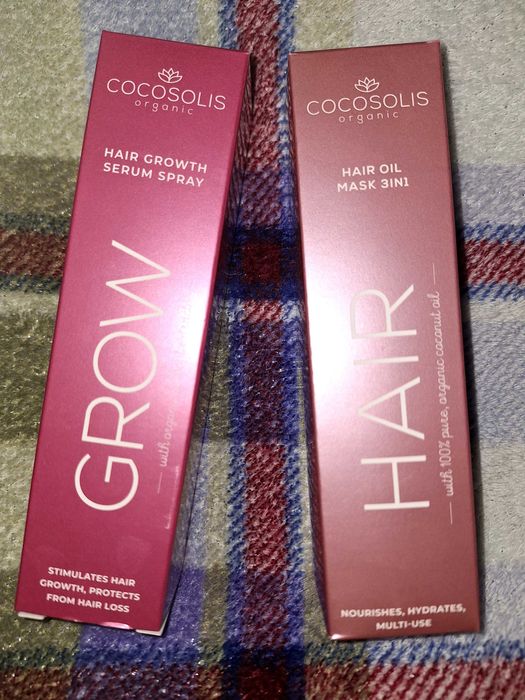 COCOSOLIS
organic
HAIR GROWTH
SERUM SPRAY
GROW
with
STIMULATES HAIR
GROWTH, PROTECTS
FROM HAIR LOSS
COCOSOLIS
organic
HAIR OIL
MASK 3IN1
HAIR
with 100% pure, organic coconut oil
NOURISHES, HYDRATES,
MULTI-USE